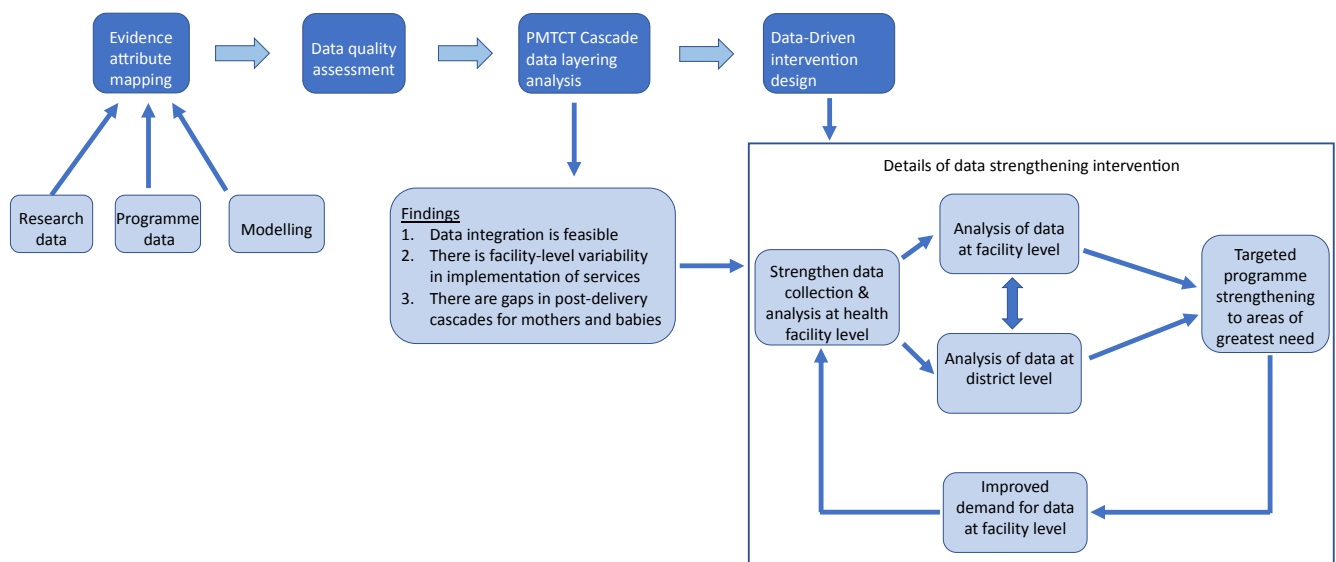 Evidence
attribute
mapping
Data quality
assessment
PMTCT Cascade
data layering
analysis
Data-Driven
intervention
design
Research
data
Programme
data
Modelling
Findings
1. Data integration is feasible
2. There is facility-level variability
in implementation of services
3. There are gaps in post-delivery
cascades for mothers and babies
Details of data strengthening intervention
Strengthen data
collection &
analysis at health
facility level
Analysis of data
at facility level
Analysis of data at
district level
Targeted
programme
strengthening
to areas of
greatest need
Improved
demand for data
at facility level